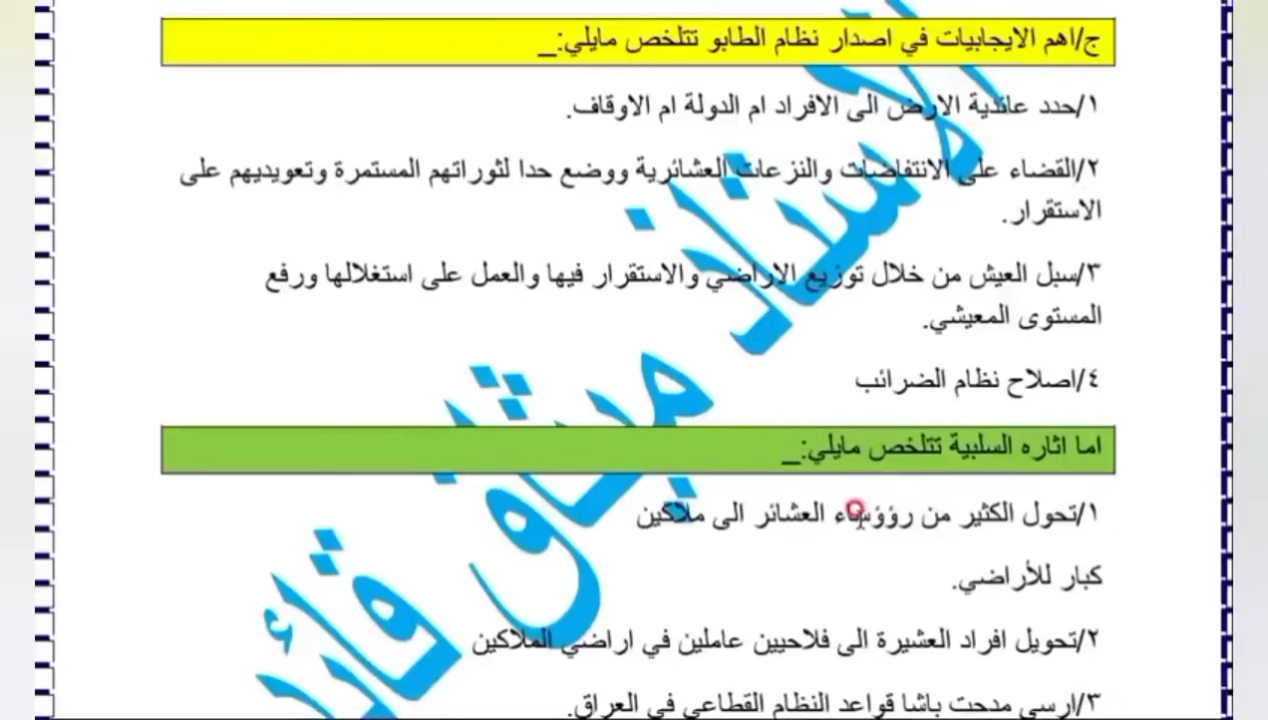 ج/اهم الايجابيات في اصدار نظام الطابو تتلخص مايلي:_
١/حدد عائدية الارض الى الافراد ام الدولة ام الاوقاف.
٢/القضاء على الانتفاضات والنزعات العشائرية ووضع حدا لثوراتهم المستمرة وتعويديهم على
الاستقرار.
٣/سبل العيش من خلال توزيع الاراضي والاستقرار فيها والعمل على استغلالها ورفع
المستوى المعيشي.
٤/اصلاح نظام الضرائب
اما اثاره السلبية تتلخص مايلي:_
١/تحول الكثير من رؤؤساء العشائر الى ملاكين
كبار للأراضي.
٢/تحويل افراد العشيرة الى فلاحيين عاملين في اراضي الملاكين
٣/ارسى مدحت باشا قواعد النظام القطاعي في العراق.
الأستاذ ميثاق